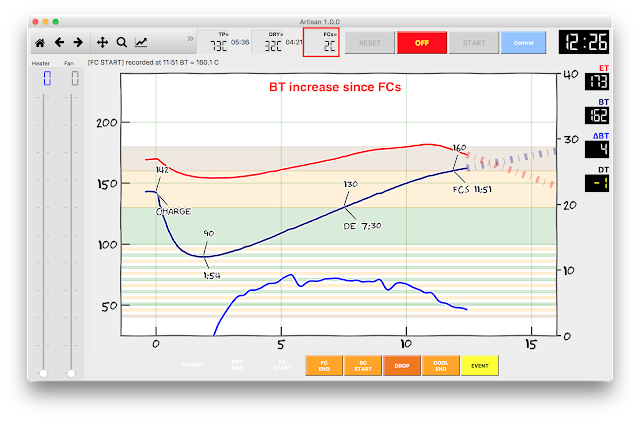 Artisan 1.0.0
TP»
73C 05:36
DRY»
32C 04:21
FCs»
2C
RESET
OFF
START
Control
12:26
Heater
Fan
0
0
[FC START] recorded at 11:51 BT = 160.1 C
ET
173
BT
162
ΔBT
4
DT
-1
BT increase since FCs
200
150
100
50
40
30
20
10
0
142
CHARGE
90
1:54
130
DE 7:30
160
FCS 11:51
0
5
10
15
CHARGE
DRY END
FC START
FC END
SC START
DROP
COOL END
EVENT